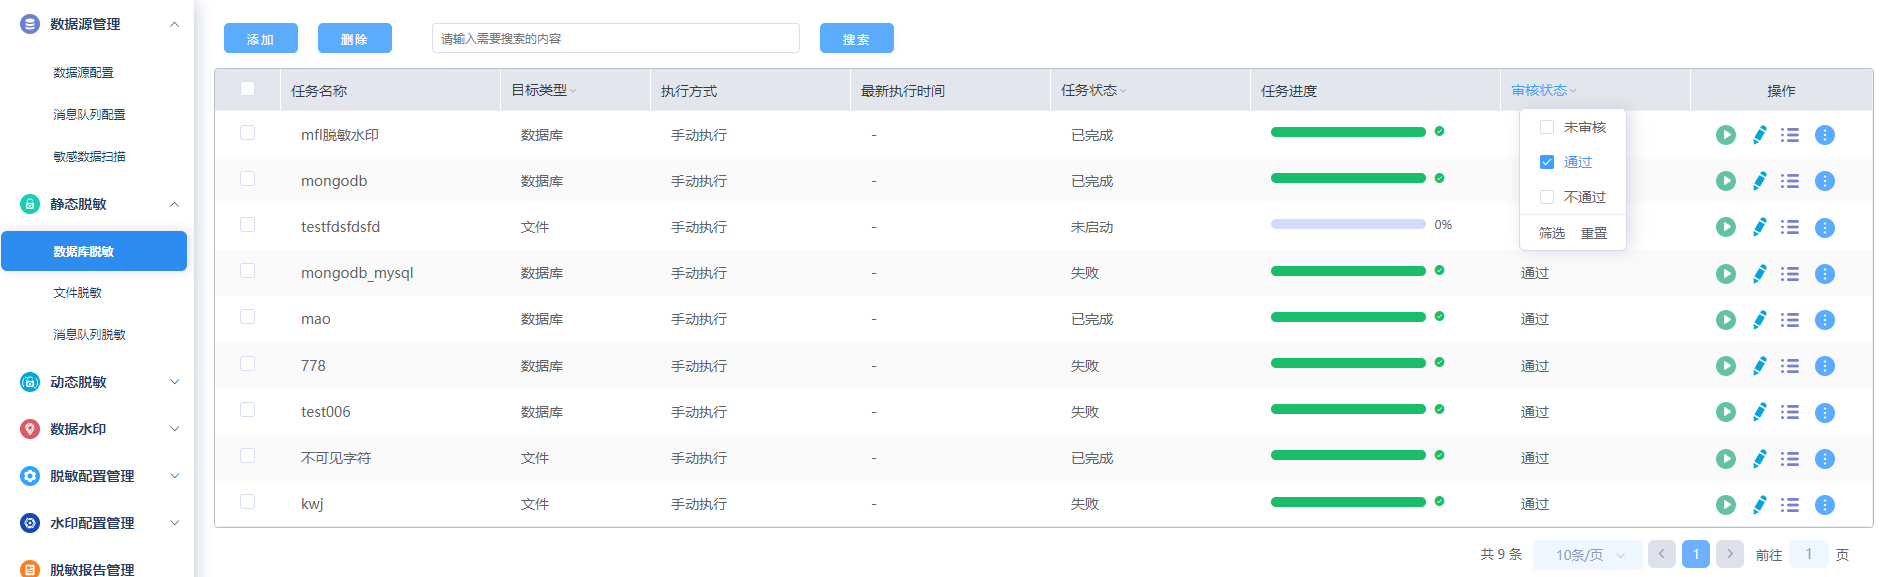 数据源管理
数据源配置
消息队列配置
敏感数据扫描
静态脱敏
数据库脱敏
文件脱敏
消息队列脱敏
动态脱敏
数据水印
脱敏配置管理
水印配置管理
脱敏报告管理
添加 删除 请输入需要搜索的内容 搜索
任务名称 目标类型 执行方式 最新执行时间 任务状态 任务进度 审核状态 操作
mfl脱敏水印 数据库 手动执行 - 已完成
mongodb 数据库 手动执行 - 已完成
testfdsfdsfd 文件 手动执行 - 未启动 0%
mongodb_mysql 数据库 手动执行 - 失败 通过
mao 数据库 手动执行 - 已完成 通过
778 数据库 手动执行 - 失败 通过
test006 数据库 手动执行 - 失败 通过
不可见字符 文件 手动执行 - 已完成 通过
kwj 文件 手动执行 - 失败 通过
未审核
通过
不通过
筛选 重置
共 9 条 10条/页 1 前往 1 页